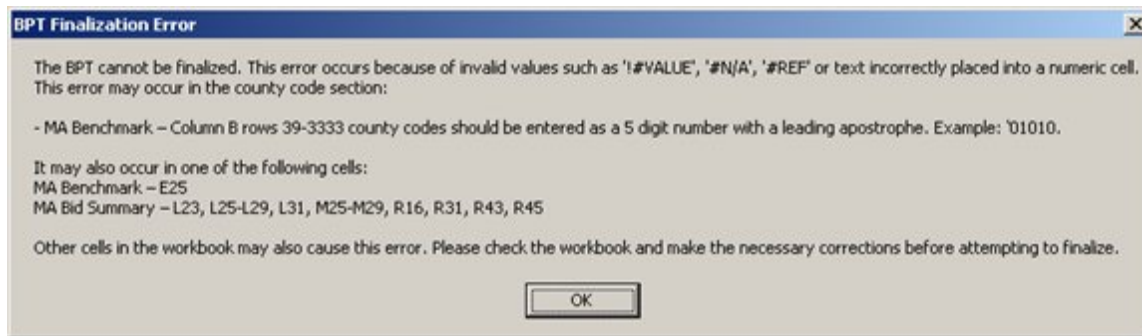 BPT Finalization Error
The BPT cannot be finalized. This error occurs because of invalid values such as '!#VALUE', '#N/A', '#REF' or text incorrectly placed into a numeric cell.
This error may occur in the county code section:
- MA Benchmark – Column B rows 39-3333 county codes should be entered as a 5 digit number with a leading apostrophe. Example: '01010.
It may also occur in one of the following cells:
MA Benchmark – E25
MA Bid Summary – L23, L25-L29, L31, M25-M29, R16, R31, R43, R45
Other cells in the workbook may also cause this error. Please check the workbook and make the necessary corrections before attempting to finalize.
OK